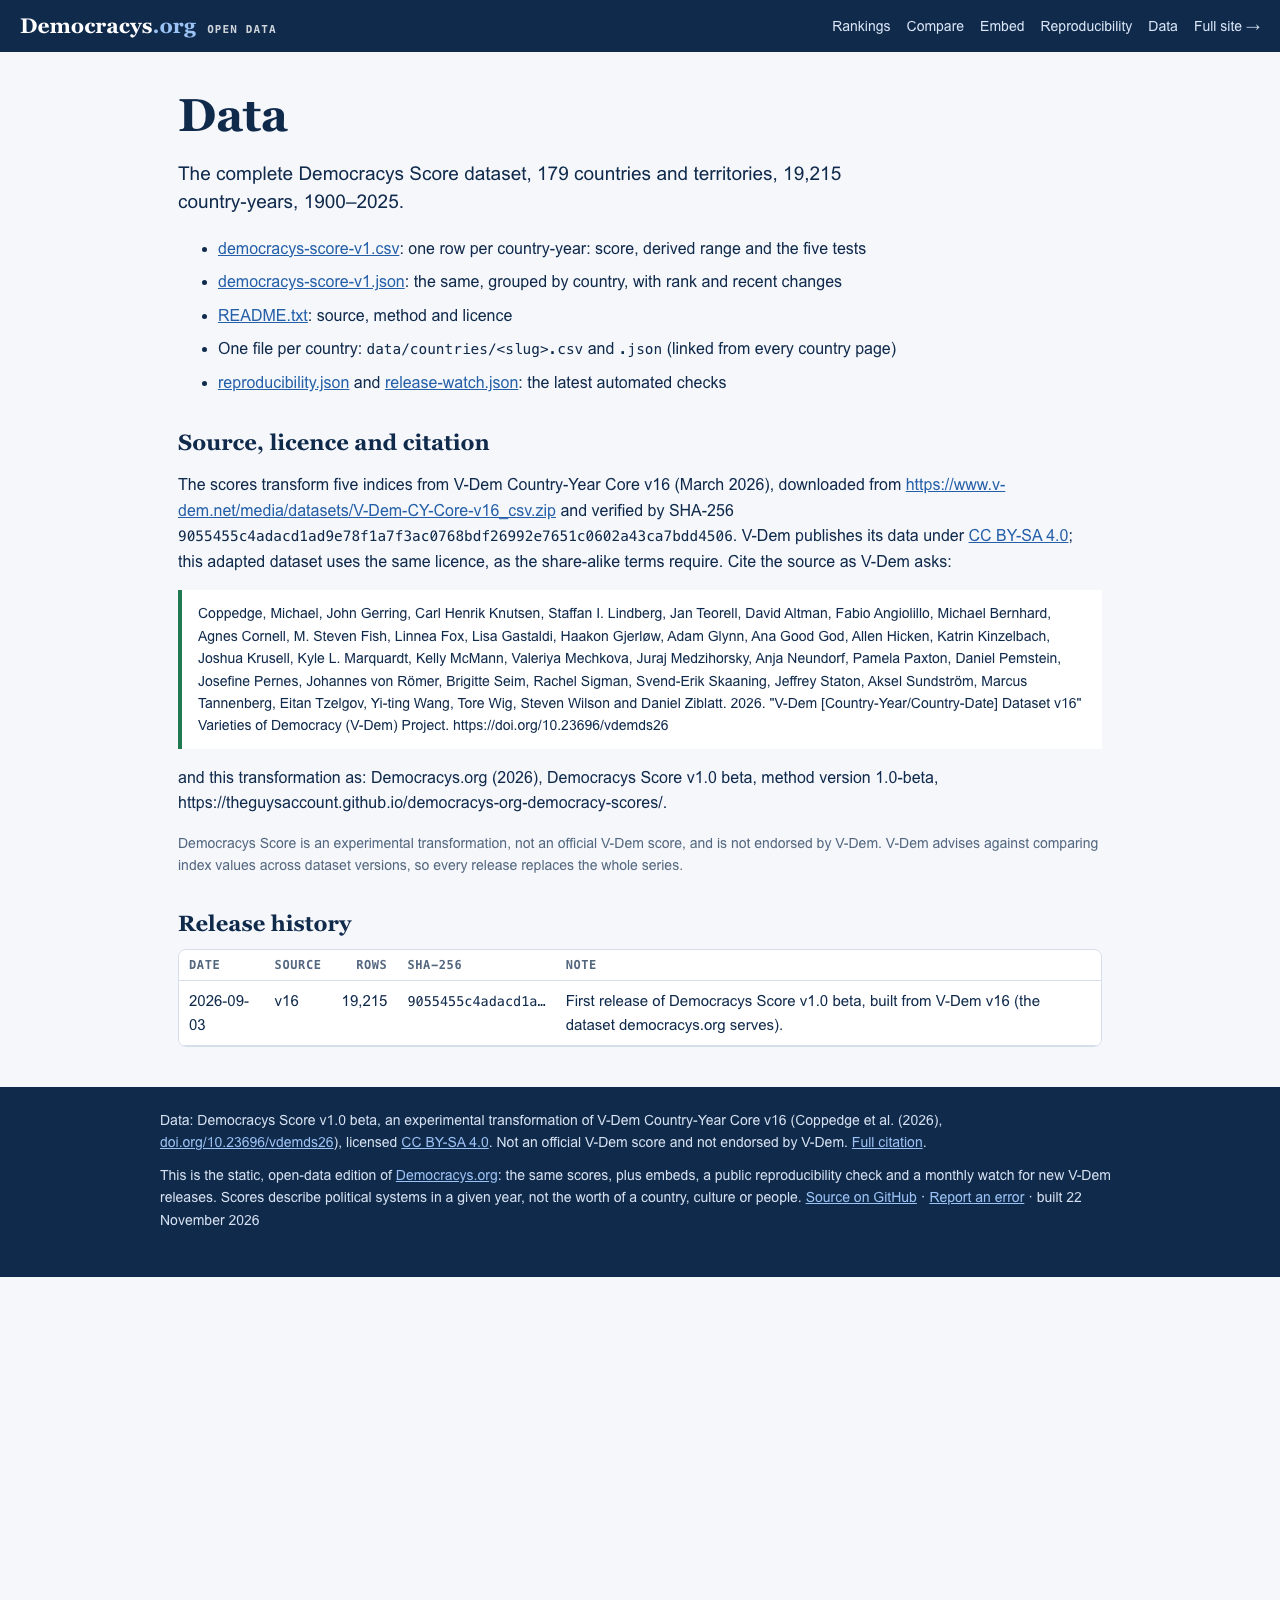 Democracys.org OPEN DATA
Rankings Compare Embed Reproducibility Data Full site →
Data
The complete Democracys Score dataset, 179 countries and territories, 19,215
country-years, 1900–2025.
• democracys-score-v1.csv: one row per country-year: score, derived range and the five tests
• democracys-score-v1.json: the same, grouped by country, with rank and recent changes
• README.txt: source, method and licence
• One file per country: data/countries/<slug>.csv and .json (linked from every country page)
• reproducibility.json and release-watch.json: the latest automated checks
Source, licence and citation
The scores transform five indices from V-Dem Country-Year Core v16 (March 2026), downloaded from https://www.v-
dem.net/media/datasets/V-Dem-CY-Core-v16_csv.zip and verified by SHA-256
9055455c4adacd1ad9e78f1a7f3ac0768bdf26992e7651c0602a43ca7bdd4506. V-Dem publishes its data under CC BY-SA 4.0;
this adapted dataset uses the same licence, as the share-alike terms require. Cite the source as V-Dem asks:
Coppedge, Michael, John Gerring, Carl Henrik Knutsen, Staffan I. Lindberg, Jan Teorell, David Altman, Fabio Angiolillo, Michael Bernhard,
Agnes Cornell, M. Steven Fish, Linnea Fox, Lisa Gastaldi, Haakon Gjerløw, Adam Glynn, Ana Good God, Allen Hicken, Katrin Kinzelbach,
Joshua Krusell, Kyle L. Marquardt, Kelly McMann, Valeriya Mechkova, Juraj Medzihorsky, Anja Neundorf, Pamela Paxton, Daniel Pemstein,
Josefine Pernes, Johannes von Römer, Brigitte Seim, Rachel Sigman, Svend-Erik Skaaning, Jeffrey Staton, Aksel Sundström, Marcus
Tannenberg, Eitan Tzelgov, Yi-ting Wang, Tore Wig, Steven Wilson and Daniel Ziblatt. 2026. "V-Dem [Country-Year/Country-Date] Dataset v16"
Varieties of Democracy (V-Dem) Project. https://doi.org/10.23696/vdemds26
and this transformation as: Democracys.org (2026), Democracys Score v1.0 beta, method version 1.0-beta,
https://theguysaccount.github.io/democracys-org-democracy-scores/.
Democracys Score is an experimental transformation, not an official V-Dem score, and is not endorsed by V-Dem. V-Dem advises against comparing
index values across dataset versions, so every release replaces the whole series.
Release history
DATE SOURCE ROWS SHA-256 NOTE
2026-09- v16 19,215 9055455c4adacd1a… First release of Democracys Score v1.0 beta, built from V-Dem v16 (the
03 dataset democracys.org serves).
Data: Democracys Score v1.0 beta, an experimental transformation of V-Dem Country-Year Core v16 (Coppedge et al. (2026),
doi.org/10.23696/vdemds26), licensed CC BY-SA 4.0. Not an official V-Dem score and not endorsed by V-Dem. Full citation.
This is the static, open-data edition of Democracys.org: the same scores, plus embeds, a public reproducibility check and a monthly watch for new V-Dem
releases. Scores describe political systems in a given year, not the worth of a country, culture or people. Source on GitHub · Report an error · built 22
November 2026